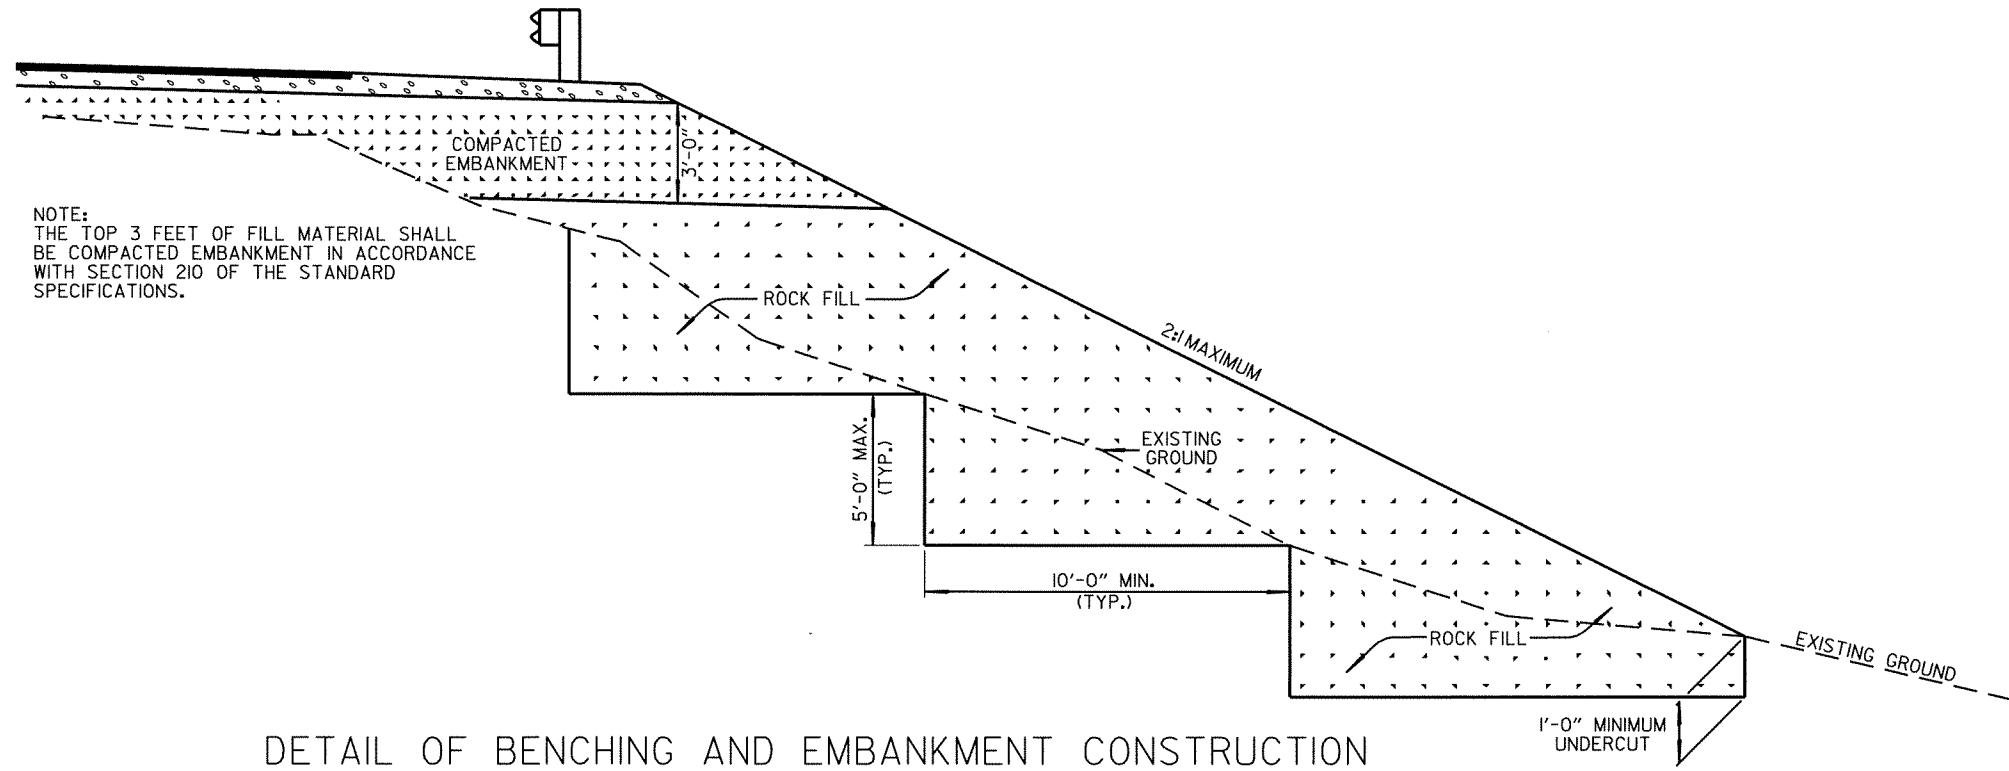 COMPACTED
EMBANKMENT
3'-0"
NOTE:
THE TOP 3 FEET OF FILL MATERIAL SHALL
BE COMPACTED EMBANKMENT IN ACCORDANCE
WITH SECTION 210 OF THE STANDARD
SPECIFICATIONS.
ROCK FILL
2:1 MAXIMUM
5'-0" MAX.
(TYP.)
EXISTING
GROUND
10'-0" MIN.
(TYP.)
ROCK FILL
EXISTING GROUND
1'-0" MINIMUM
UNDERCUT
DETAIL OF BENCHING AND EMBANKMENT CONSTRUCTION